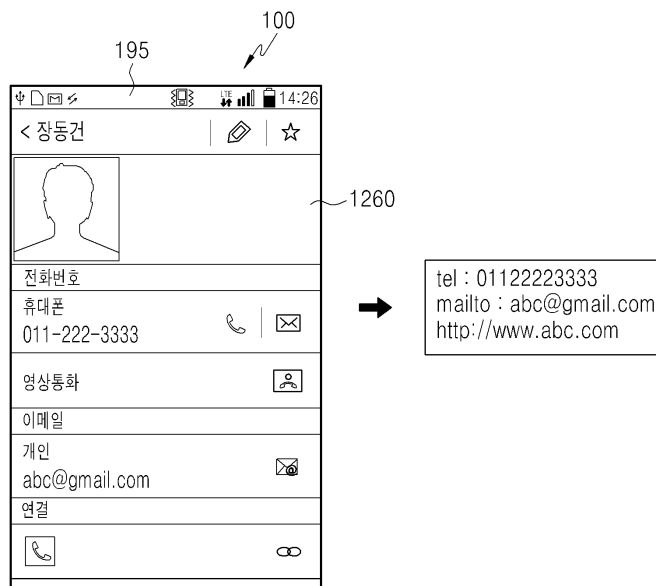 100
195
LTE
14:26
< 장동건
1260
전화번호
휴대폰
011-222-3333
영상통화
이메일
개인
abc@gmail.com
연결
tel : 01122223333
mailto : abc@gmail.com
http://www.abc.com